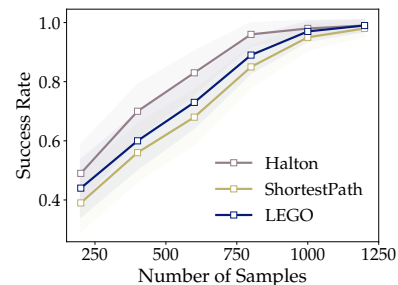 1.0
0.8
0.6
0.4
Success Rate
Halton
ShortestPath
LEGO
250 500 750 1000 1250
Number of Samples